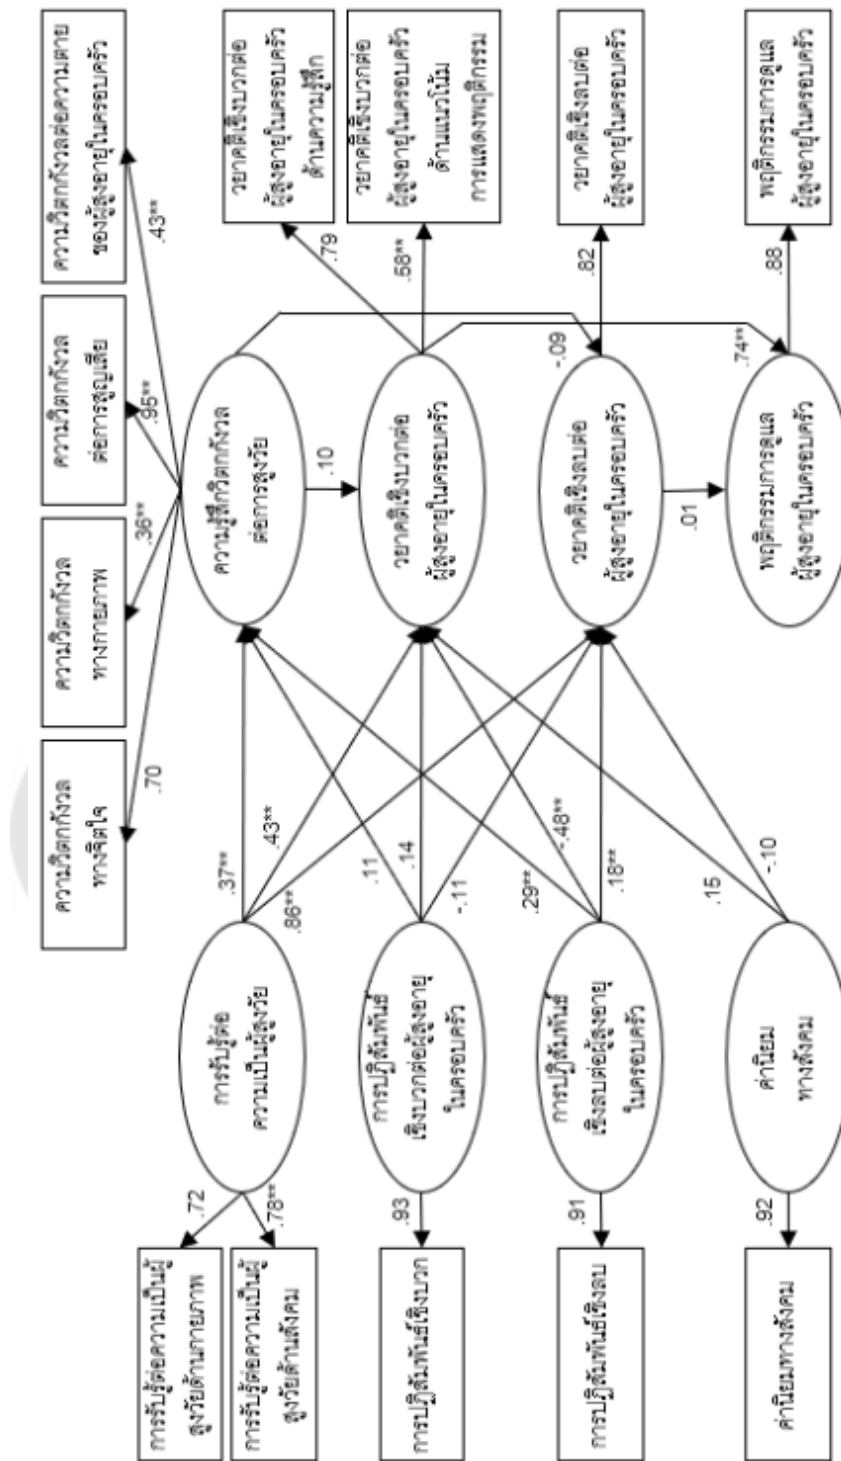 ความวิตกกังวล
ทางจิตใจ
ความวิตกกังวล
ทางกายภาพ
ความวิตกกังวล
ต่อการสูญเสีย
ความวิตกกังวลต่อความตาย
ของผู้สูงอายุในครอบครัว
.70
.36**
.95**
.43**
การรับรู้ต่อความเป็นผู้
สูงวัยด้านกายภาพ
การรับรู้ต่อความเป็นผู้
สูงวัยด้านสังคม
.72
.78**
การรับรู้ต่อ
ความเป็นผู้สูงวัย
.37**
.43**
.86**
ความรู้สึกวิตกกังวล
ต่อการสูงวัย
.10
-.09
วยาคติเชิงบวกต่อ
ผู้สูงอายุในครอบครัว
ด้านความรู้สึก
.79
การปฏิสัมพันธ์เชิงบวก
.93
การปฏิสัมพันธ์
เชิงบวกต่อผู้สูงอายุ
ในครอบครัว
.11
.14
-.11
วยาคติเชิงบวกต่อ
ผู้สูงอายุในครอบครัว
.58**
.74**
วยาคติเชิงบวกต่อ
ผู้สูงอายุในครอบครัว
ด้านแนวโน้ม
การแสดงพฤติกรรม
การปฏิสัมพันธ์เชิงลบ
.91
การปฏิสัมพันธ์
เชิงลบต่อผู้สูงอายุ
ในครอบครัว
.29**
-.48**
.18**
วยาคติเชิงลบต่อ
ผู้สูงอายุในครอบครัว
.01
.82
วยาคติเชิงลบต่อ
ผู้สูงอายุในครอบครัว
ค่านิยมทางสังคม
.92
ค่านิยม
ทางสังคม
.15
-.10
พฤติกรรมการดูแล
ผู้สูงอายุในครอบครัว
.88
พฤติกรรมการดูแล
ผู้สูงอายุในครอบครัว